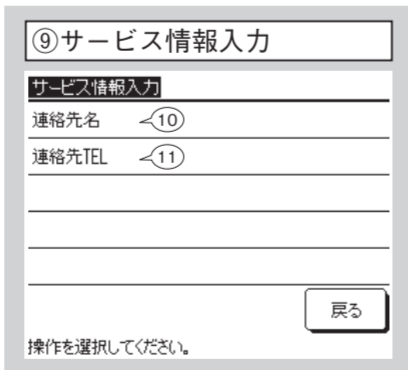 ⑨サービス情報入力
サービス情報入力
連絡先名 ⑩
連絡先TEL ⑪
戻る
操作を選択してください。